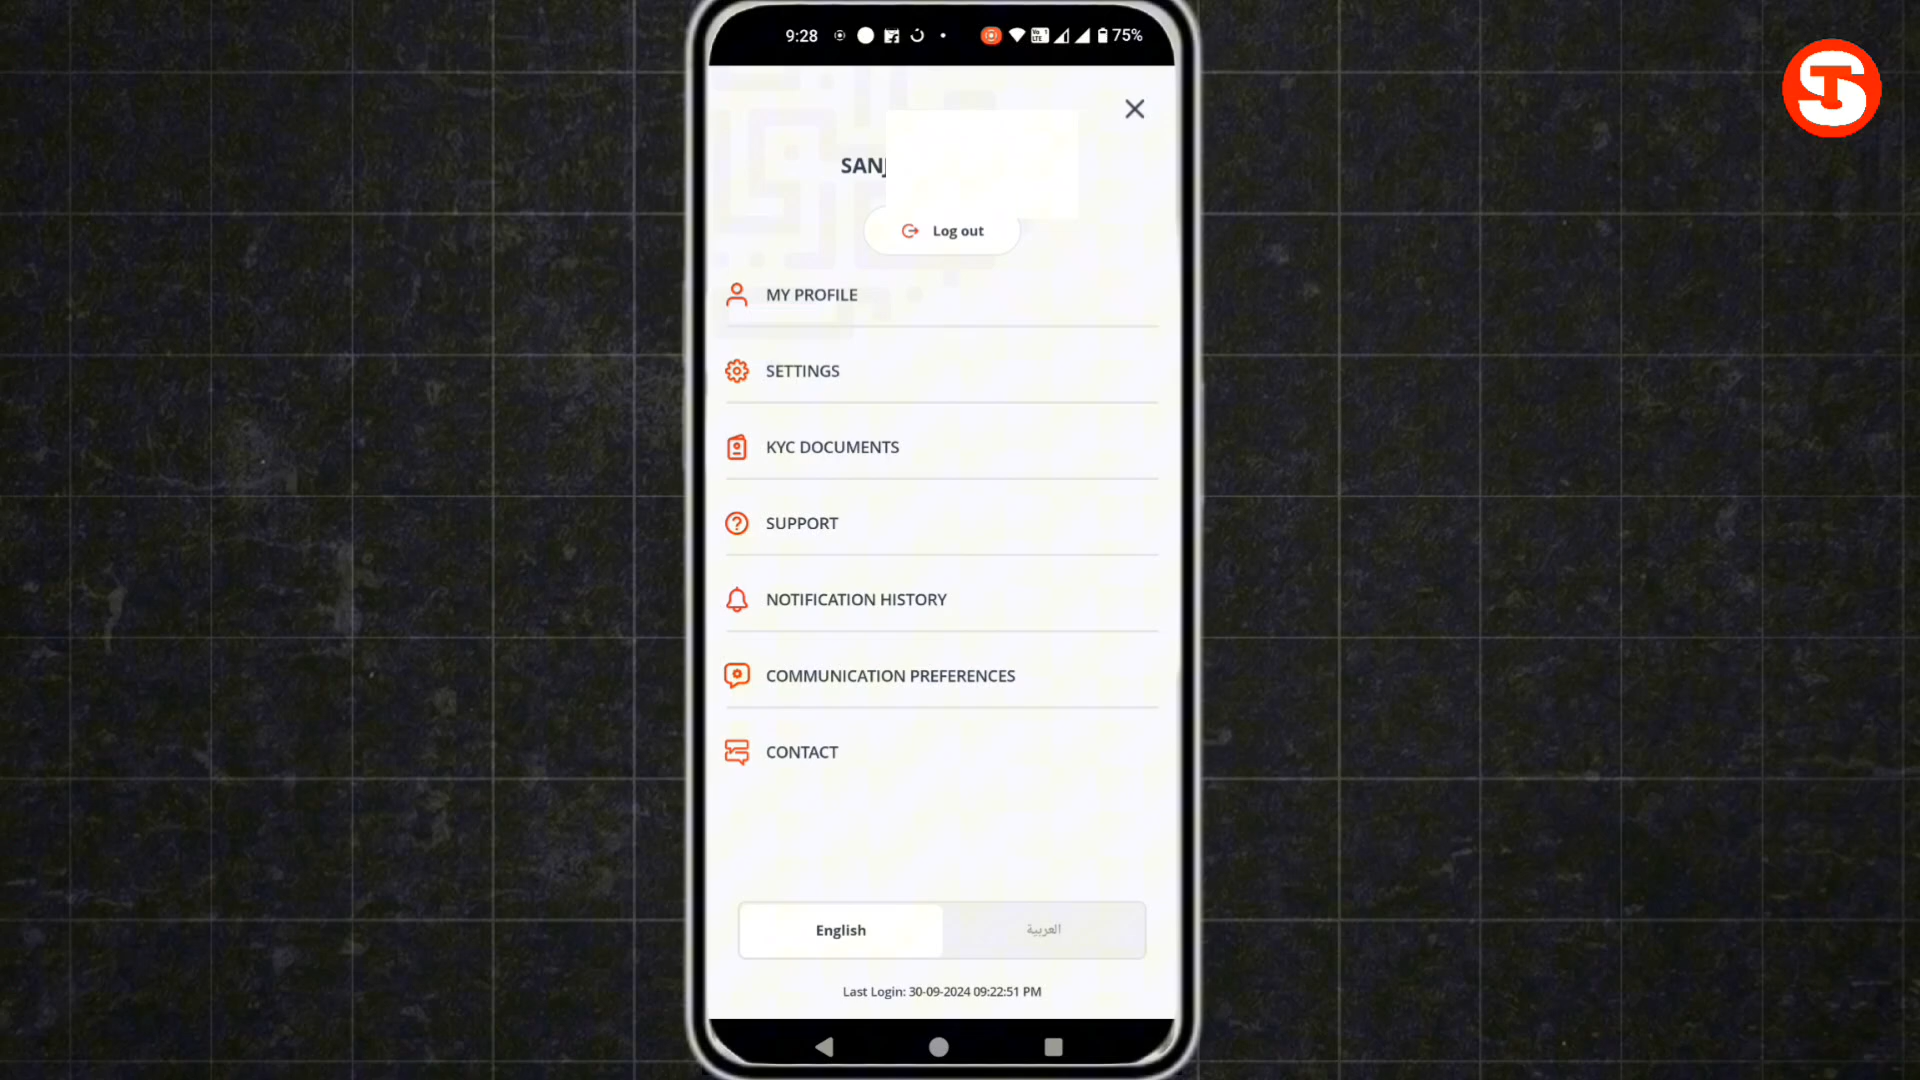 9:28
75%
SANJ
Log out
MY PROFILE
SETTINGS
KYC DOCUMENTS
SUPPORT
NOTIFICATION HISTORY
COMMUNICATION PREFERENCES
CONTACT
English
العربية
Last Login: 30-09-2024 09:22:51 PM